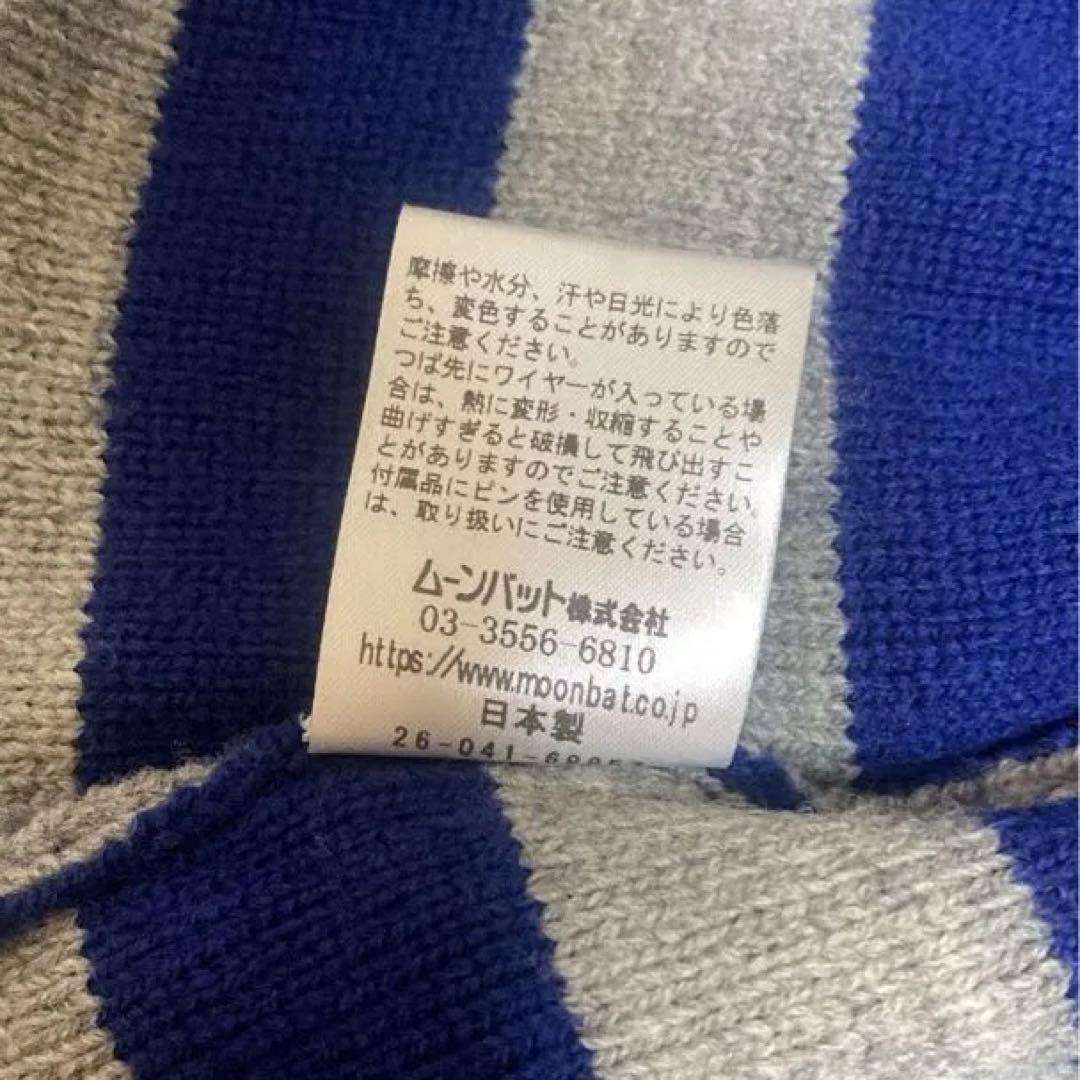 摩擦や水分、汗や日光により色落
ち、変色することがありますので
ご注意ください。
つば先にワイヤーが入っている場
合は、熱に変形・収縮することや
曲げすぎると破損して飛び出すこ
とがありますのでご注意ください。
付属品にピンを使用している場合
は、取り扱いにご注意ください。
ムーンバット株式会社
03-3556-6810
https://www.moonbat.co.jp
日本製